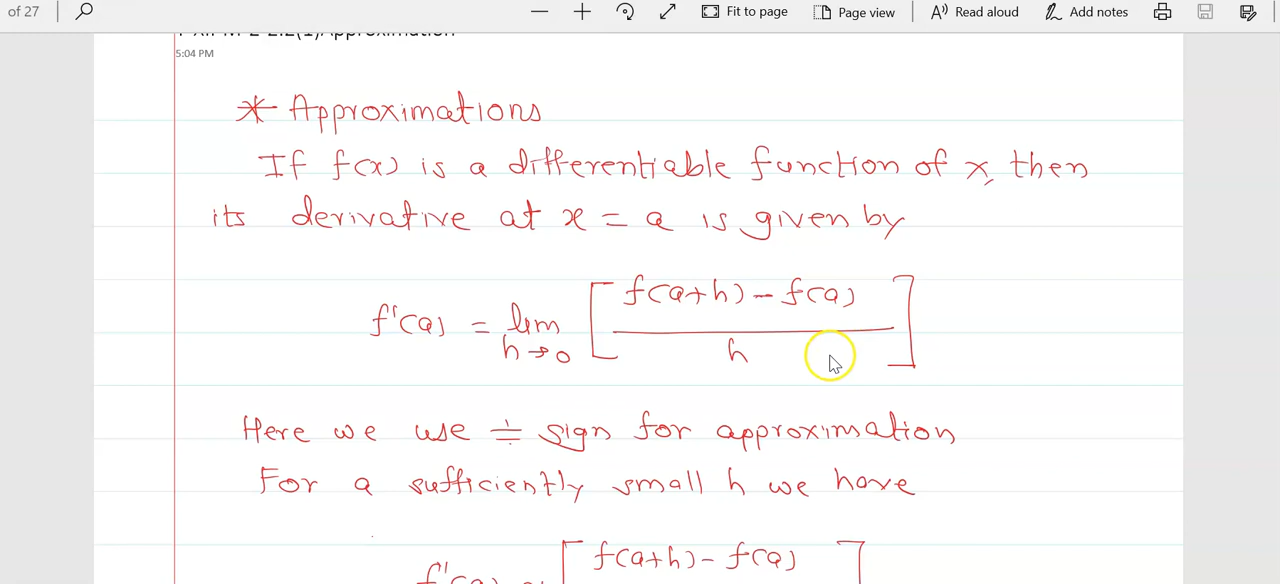 of 27
Fit to page
Page view
Read aloud
Add notes
5:04 PM
* Approximations
If f(x) is a differentiable function of x, then
its derivative at x = a is given by
f'(a) = lim h→0 [ f(a+h) - f(a) / h ]
Here we use ≑ sign for approximation
For a sufficiently small h we have
f(a+h) - f(a)